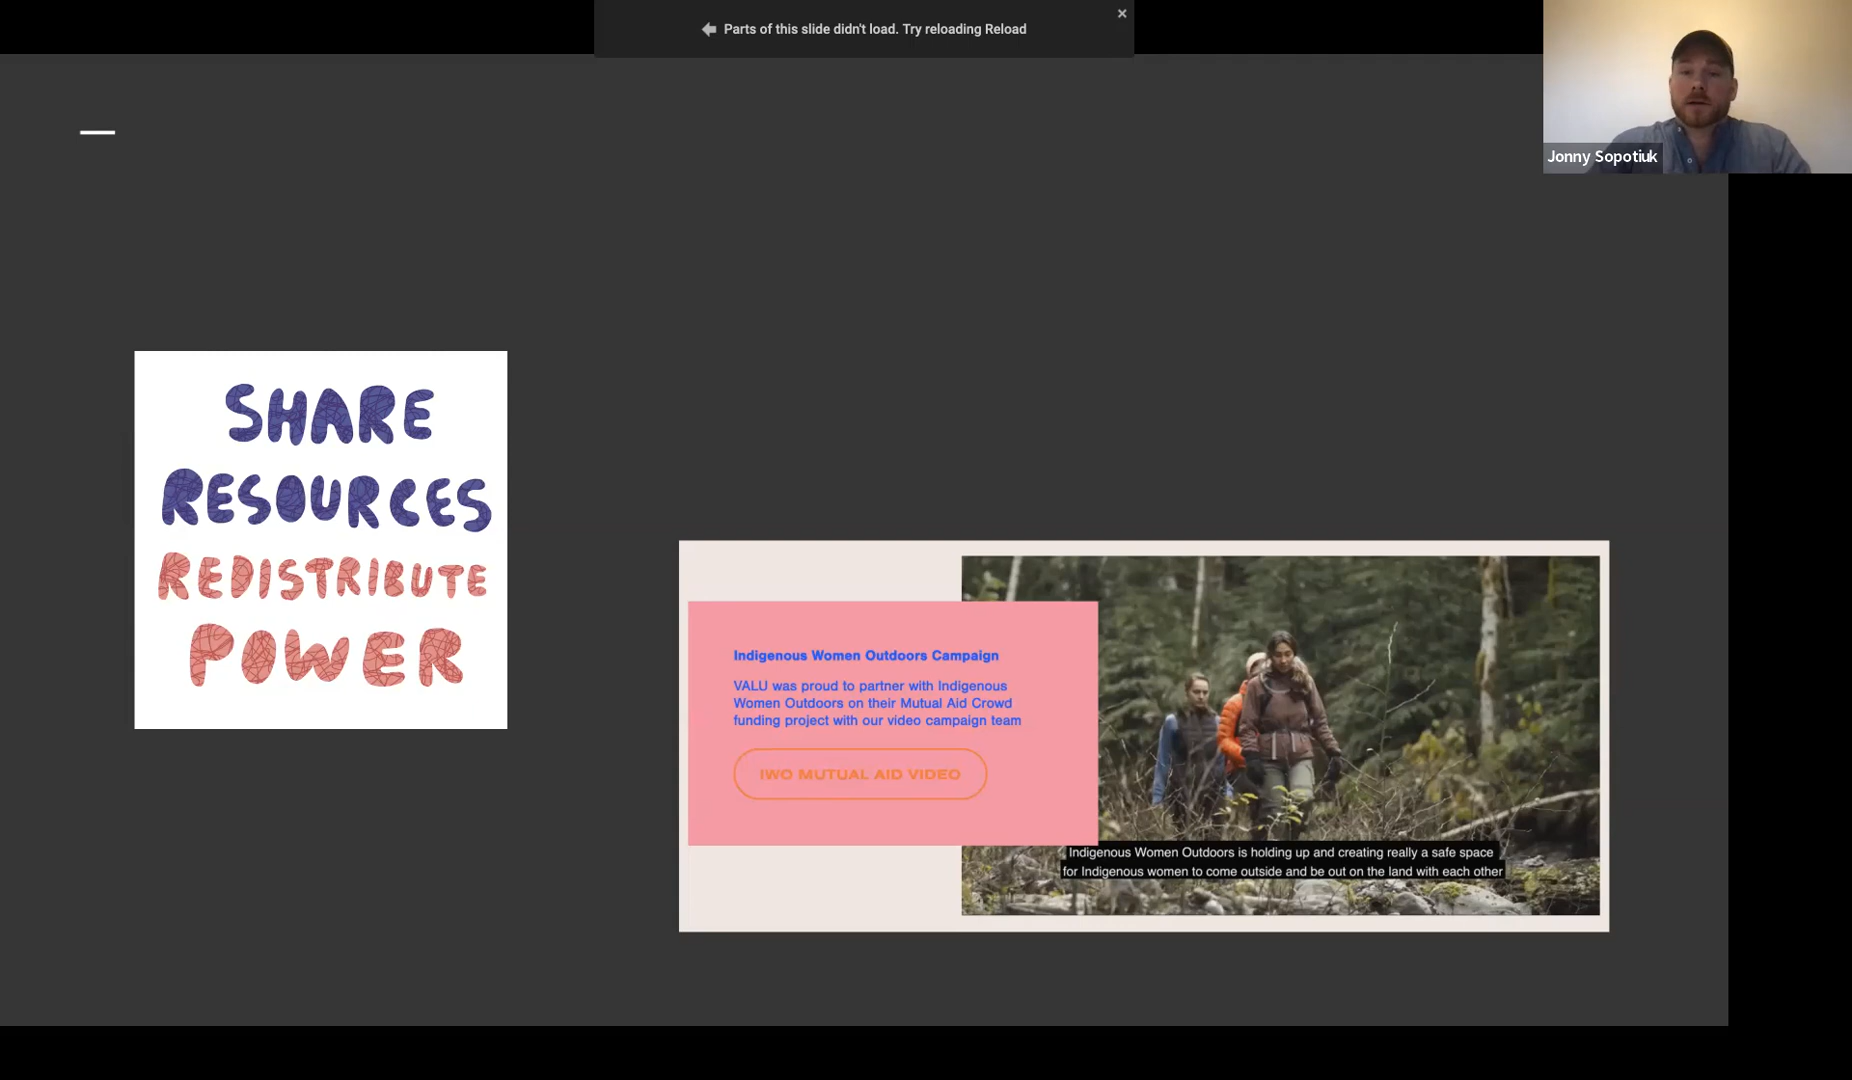 Parts of this slide didn't load. Try reloading Reload
Jonny Sopotiuk
SHARE
RESOURCES
REDISTRIBUTE
POWER
Indigenous Women Outdoors Campaign
VALU was proud to partner with Indigenous
Women Outdoors on their Mutual Aid Crowd
funding project with our video campaign team
IWO MUTUAL AID VIDEO
Indigenous Women Outdoors is holding up and creating really a safe space
for Indigenous women to come outside and be out on the land with each other